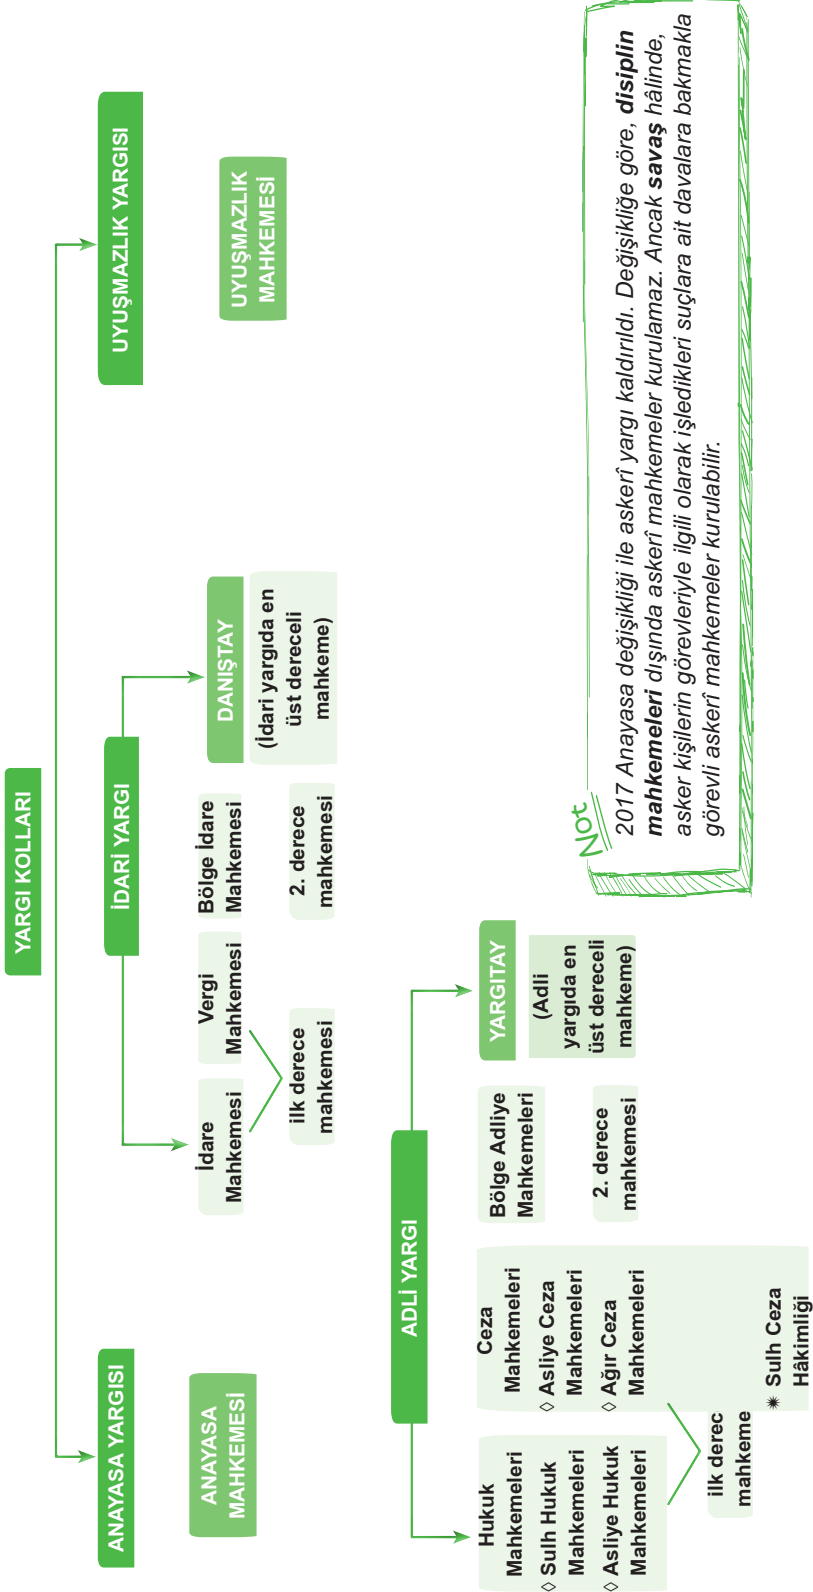 YARGI KOLLARI
ANAYASA YARGISI
ANAYASA
MAHKEMESİ
İDARİ YARGI
İdare
Mahkemesi
Vergi
Mahkemesi
ilk derece
mahkemesi
Bölge İdare
Mahkemesi
2. derece
mahkemesi
DANIŞTAY
(İdari yargıda en
üst dereceli
mahkeme)
UYUŞMAZLIK YARGISI
UYUŞMAZLIK
MAHKEMESİ
ADLİ YARGI
Hukuk
Mahkemeleri
◊ Sulh Hukuk
Mahkemeleri
◊ Asliye Hukuk
Mahkemeleri
Ceza
Mahkemeleri
◊ Asliye Ceza
Mahkemeleri
◊ Ağır Ceza
Mahkemeleri
ilk derec
mahkeme
✷ Sulh Ceza
Hâkimliği
Bölge Adliye
Mahkemeleri
2. derece
mahkemesi
YARGITAY
(Adli
yargıda en
üst dereceli
mahkeme)
Not
2017 Anayasa değişikliği ile askerî yargı kaldırıldı. Değişikliğe göre, disiplin
mahkemeleri dışında askerî mahkemeler kurulamaz. Ancak savaş hâlinde,
asker kişilerin görevleriyle ilgili olarak işledikleri suçlara ait davalara bakmakla
görevli askerî mahkemeler kurulabilir.